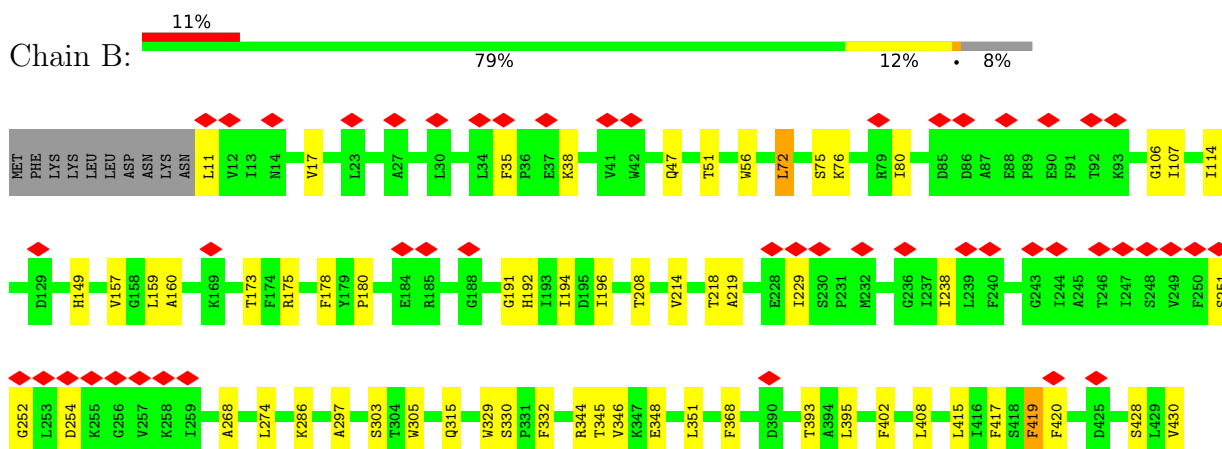 11%
Chain B:
79% 12% • 8%
MET PHE LYS LYS LEU LEU ASP ASN LYS ASN L11 V12 I13 N14 V17 L23 A27 L30 L34 F35 P36 E37 K38 V41 W42 Q47 T51 W56 L72 S75 K76 R79 I80 D85 D86 A87 E88 P89 E90 F91 T92 K93 G106 I107 I114
D129 H149 V157 G158 L159 A160 K169 T173 F174 R175 F178 Y179 P180 E184 R185 G188 G191 H192 I193 I194 D195 I196 T208 V214 T218 A219 E228 I229 S230 P231 M232 G236 I237 I238 L239 F240 G243 I244 A245 T246 I247 S248 V249 F250 S251
G252 L253 D254 K255 G256 V257 K258 I259 A268 L274 K286 A297 S303 T304 W305 Q315 W329 S330 P331 F332 R344 T345 V346 K347 E348 L351 F368 D390 T393 A394 L395 F402 L408 L415 I416 F417 S418 F419 F420 D425 S428 L429 V430